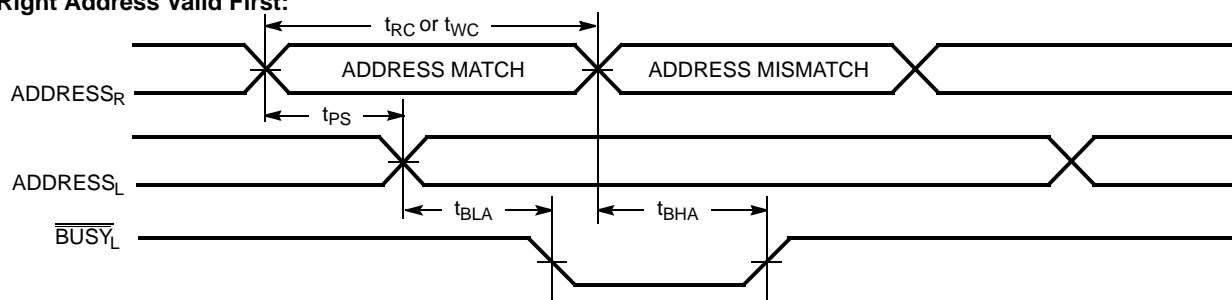 Right Address Valid First:
tRC or tWC
ADDRESSR
ADDRESS MATCH
ADDRESS MISMATCH
tPS
ADDRESSL
tBLA
tBHA
BUSYL